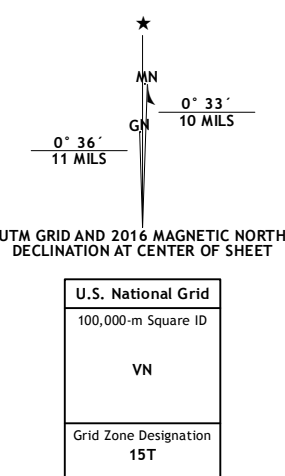 ★
MN
0° 33´
10 MILS
GN
0° 36´
11 MILS
UTM GRID AND 2016 MAGNETIC NORTH
DECLINATION AT CENTER OF SHEET
U.S. National Grid
100,000-m Square ID
VN
Grid Zone Designation
15T